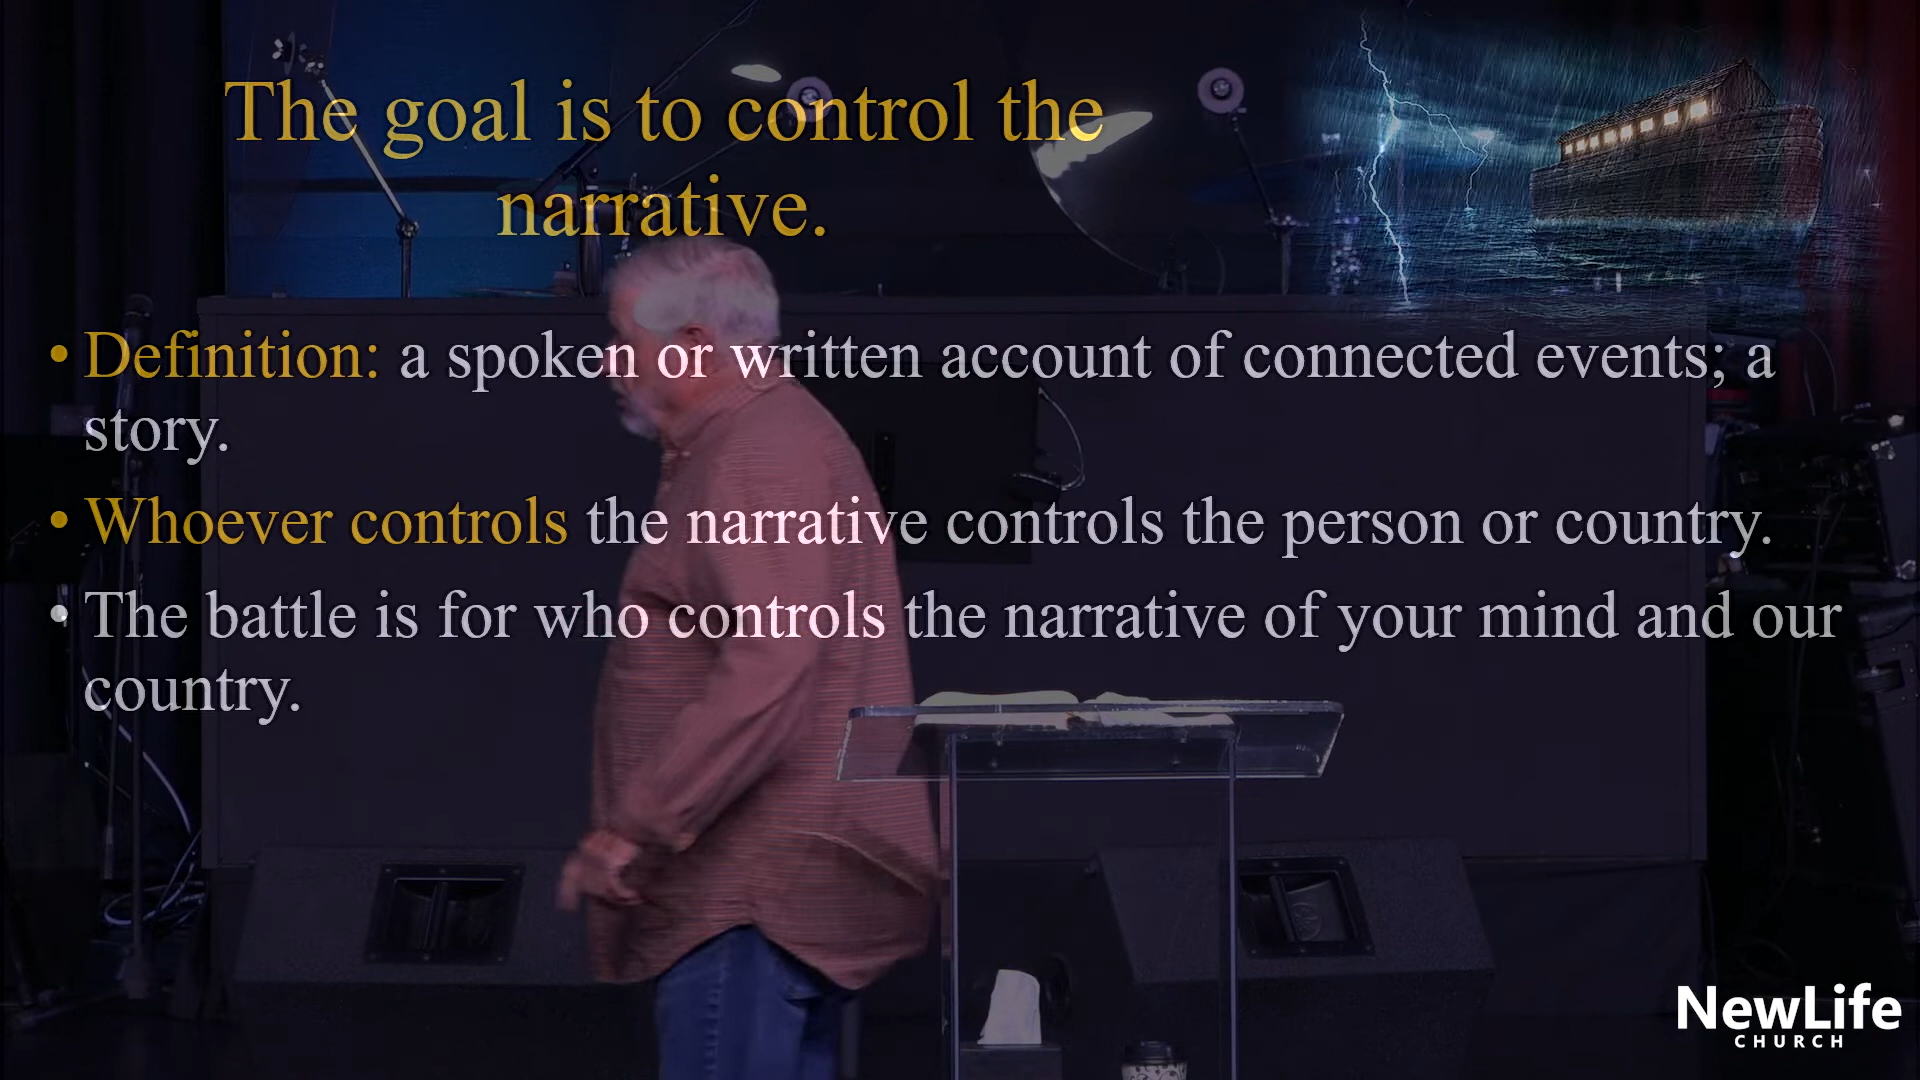 The goal is to control the
narrative.
• Definition: a spoken or written account of connected events; a
story.
• Whoever controls the narrative controls the person or country.
• The battle is for who controls the narrative of your mind and our
country.
NewLife
CHURCH